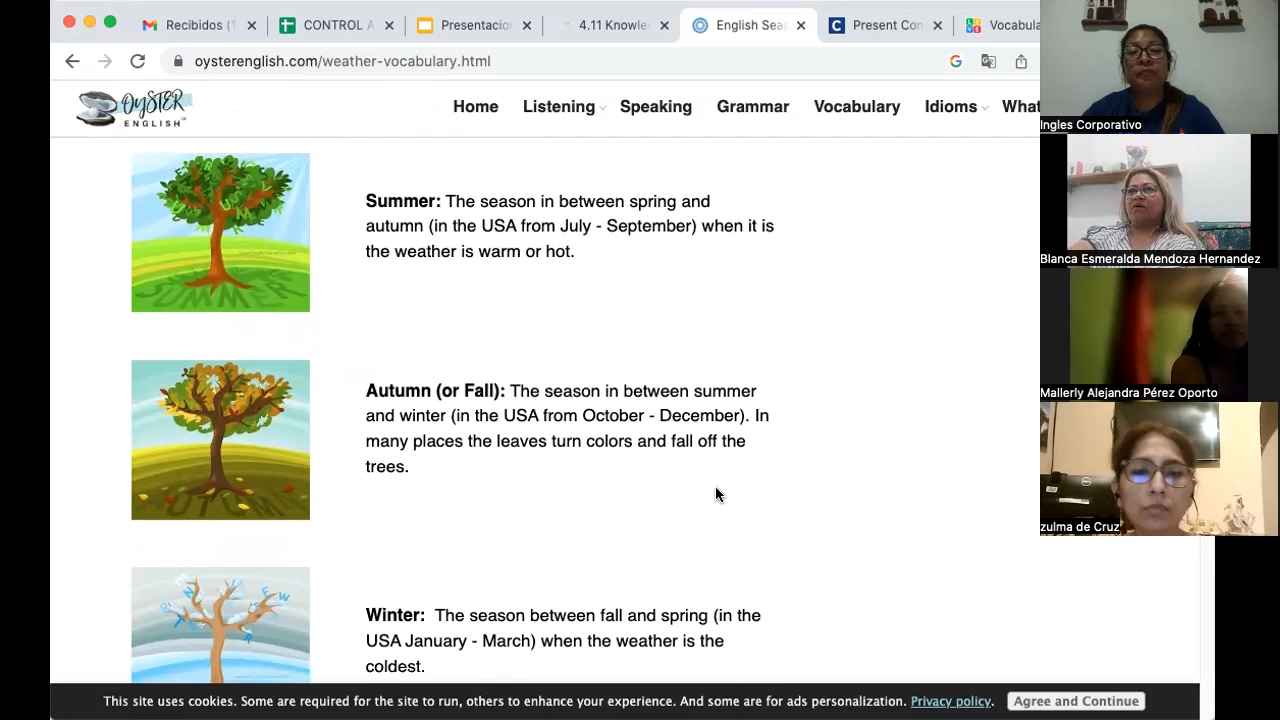 Recibidos (1
CONTROL A
Presentacio
4.11 Knowle
English Sea
Present Con
Vocabula
oysterenglish.com/weather-vocabulary.html
OYSTER
ENGLISH
Home
Listening
Speaking
Grammar
Vocabulary
Idioms
What
Summer: The season in between spring and
autumn (in the USA from July - September) when it is
the weather is warm or hot.
SUMMER
Autumn (or Fall): The season in between summer
and winter (in the USA from October - December). In
many places the leaves turn colors and fall off the
trees.
Winter: The season between fall and spring (in the
USA January - March) when the weather is the
coldest.
This site uses cookies. Some are required for the site to run, others to enhance your experience. And some are for ads personalization. Privacy policy.
Agree and Continue
Ingles Corporativo
Blanca Esmeralda Mendoza Hernandez
Mallerly Alejandra Pérez Oporto
zulma de Cruz